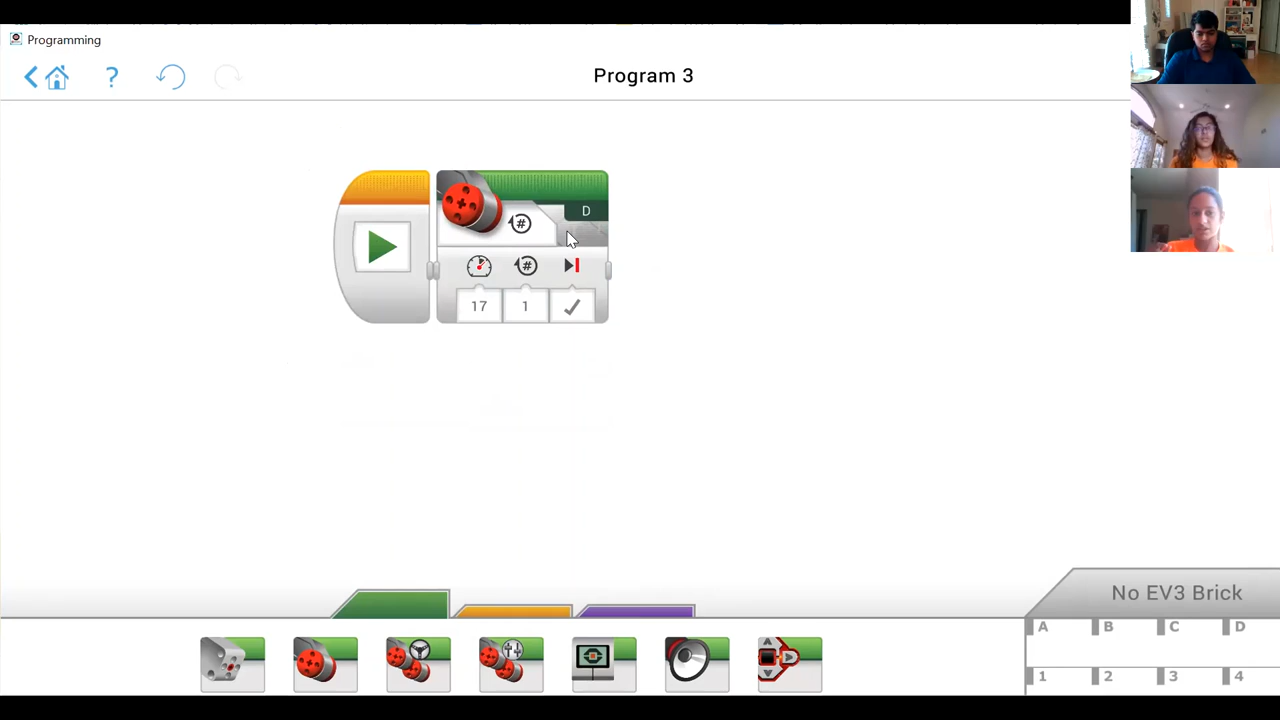 Programming
?
Program 3
D
#
#
17 1
No EV3 Brick
A B C D
1 2 3 4